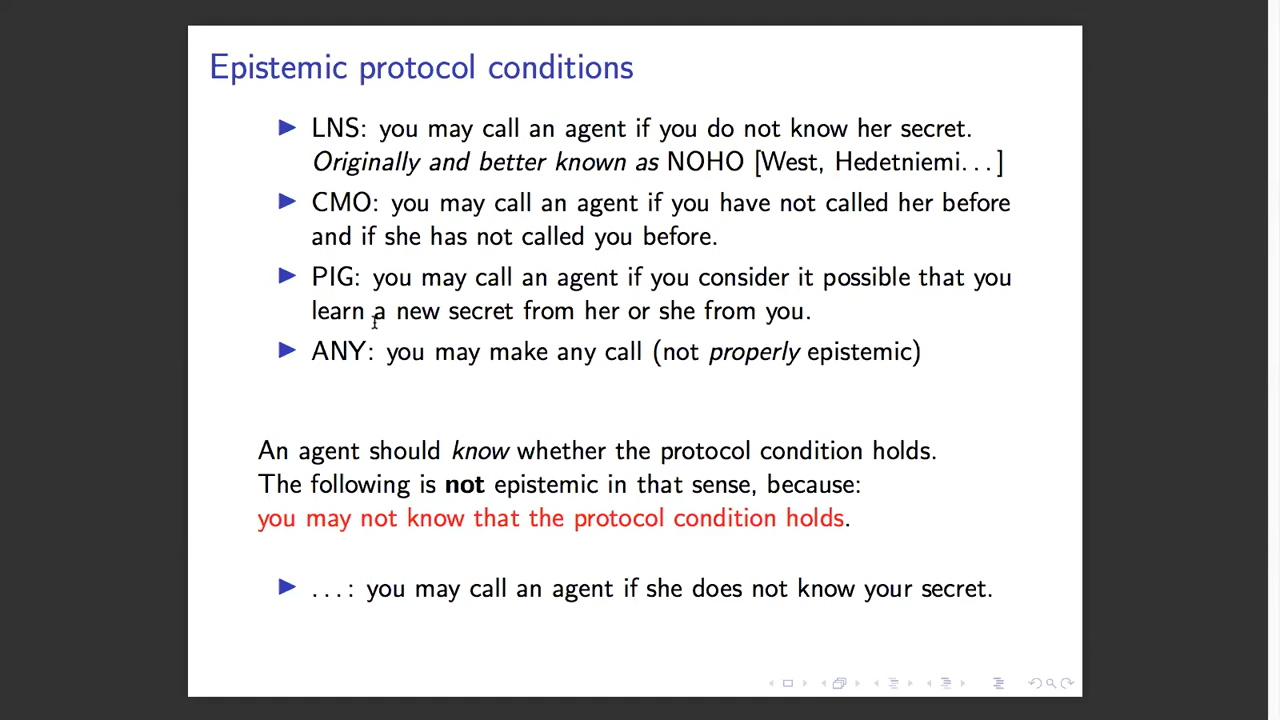 Epistemic protocol conditions
▶ LNS: you may call an agent if you do not know her secret.
Originally and better known as NOHO [West, Hedetniemi...]
▶ CMO: you may call an agent if you have not called her before
and if she has not called you before.
▶ PIG: you may call an agent if you consider it possible that you
learn a new secret from her or she from you.
▶ ANY: you may make any call (not properly epistemic)
An agent should know whether the protocol condition holds.
The following is not epistemic in that sense, because:
you may not know that the protocol condition holds.
▶ ...: you may call an agent if she does not know your secret.